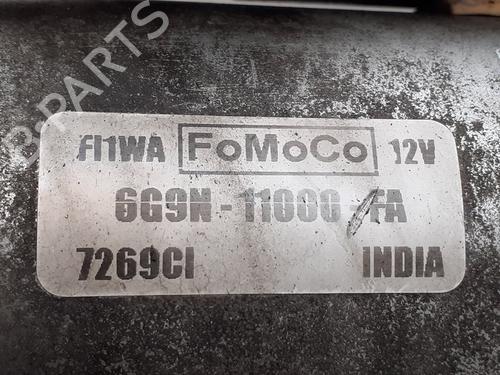 B-PARTS
FI1WA FoMoCo 12V
6G9N - 11000 - FA
7269CI INDIA